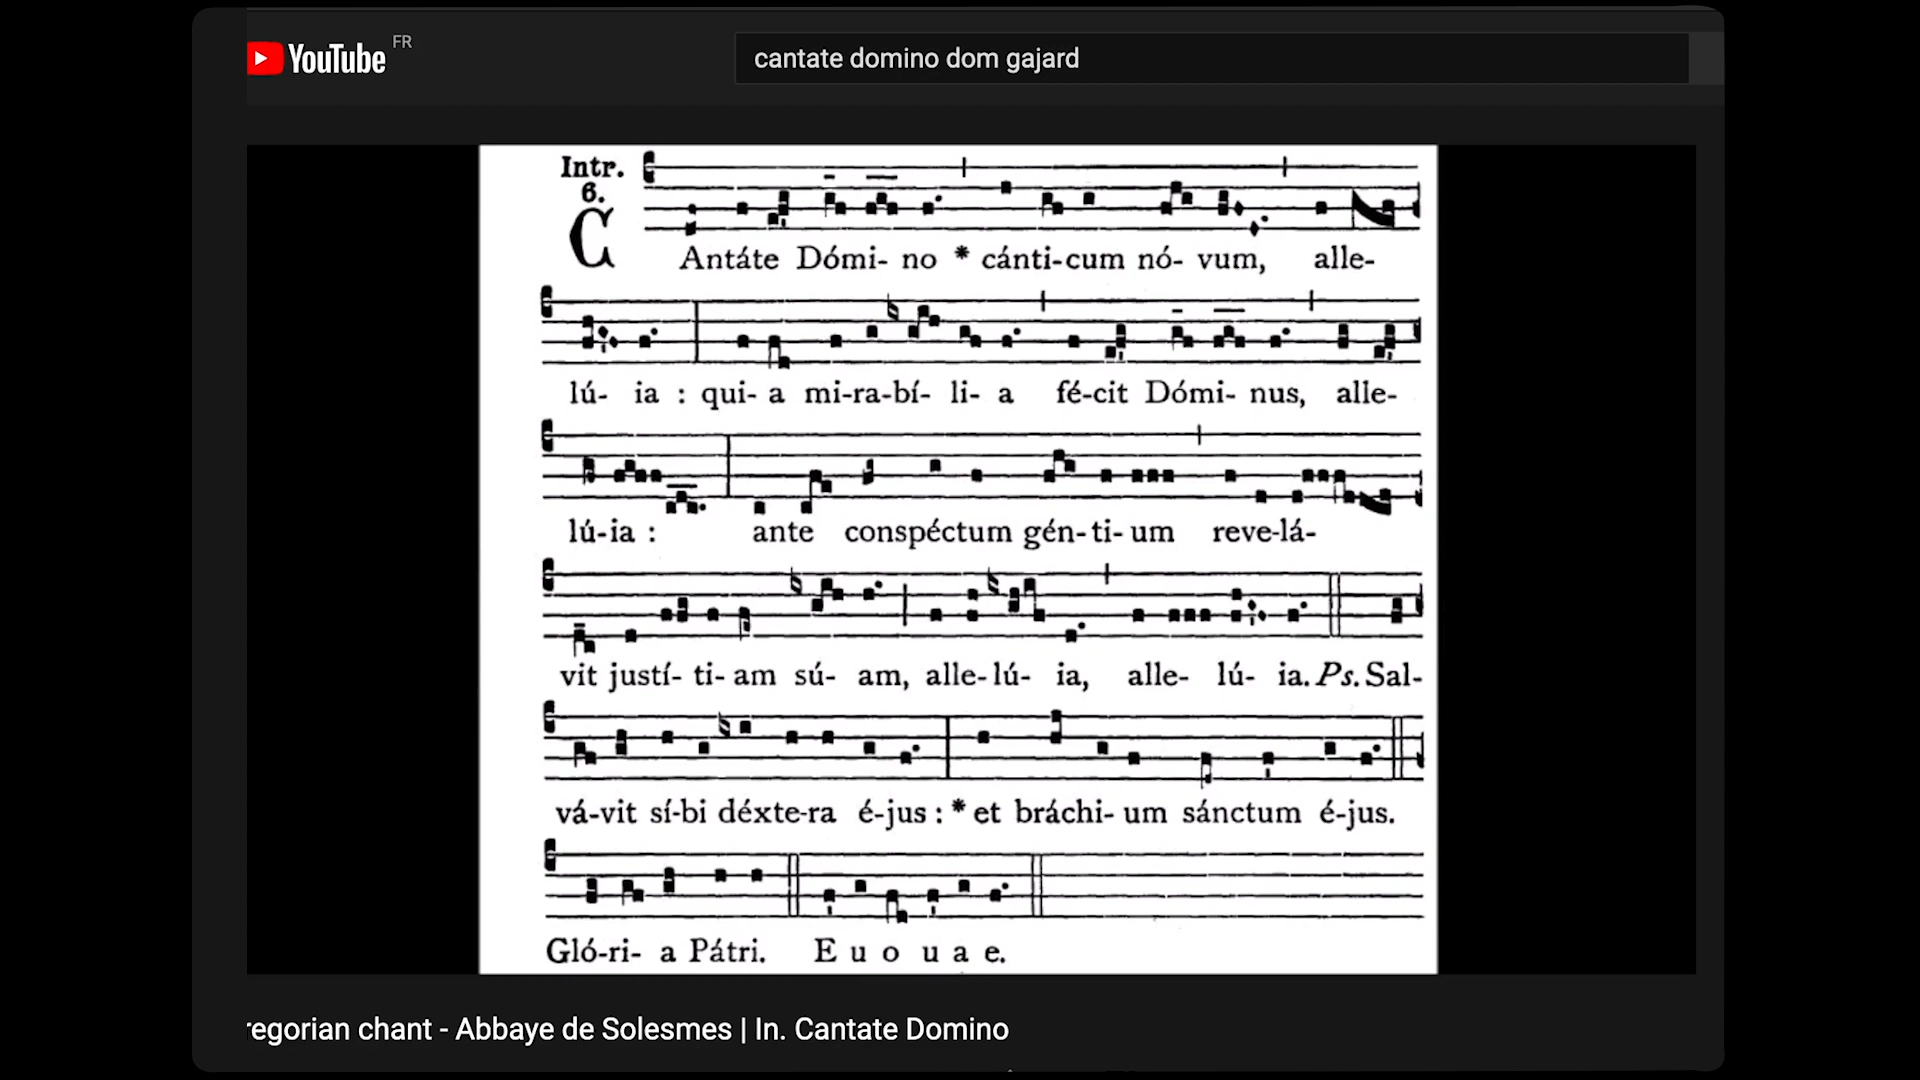 YouTube FR
cantate domino dom gajard
Intr.
6.
CAntáte Dómi- no * cánti-cum nó- vum, alle-
lú- ia : qui- a mi-ra-bí- li- a fé-cit Dómi- nus, alle-
lú-ia : ante conspéctum gén-ti- um reve-lá-
vit justí- ti- am sú- am, alle-lú- ia, alle- lú- ia. Ps. Sal-
vá-vit sí-bi déxte-ra é-jus : * et bráchi- um sánctum é-jus.
Gló-ri- a Pátri. E u o u a e.
regorian chant - Abbaye de Solesmes | In. Cantate Domino